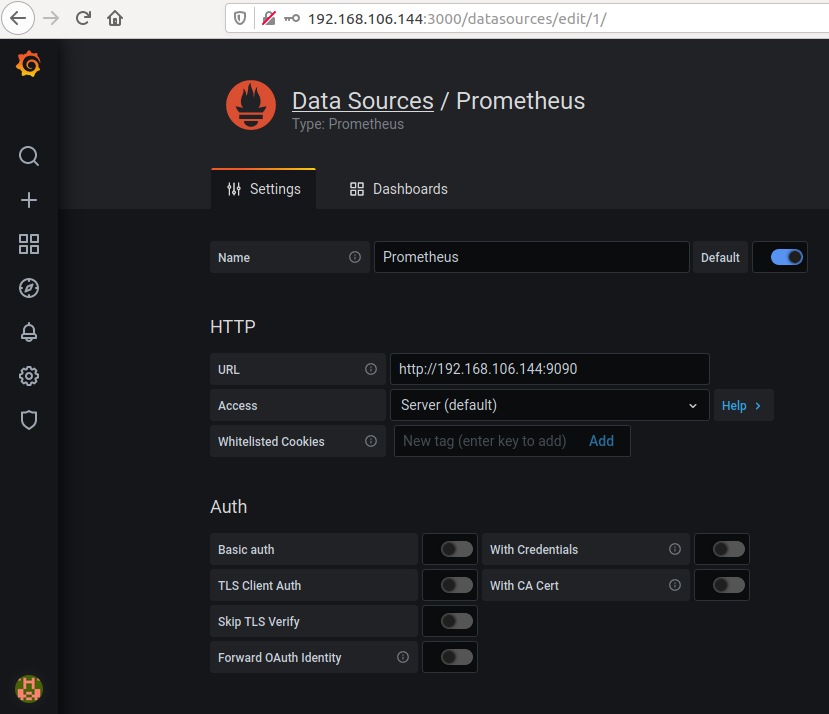 192.168.106.144:3000/datasources/edit/1/
Data Sources / Prometheus
Type: Prometheus
Settings Dashboards
Name Prometheus Default
HTTP
URL http://192.168.106.144:9090
Access Server (default) Help >
Whitelisted Cookies New tag (enter key to add) Add
Auth
Basic auth With Credentials
TLS Client Auth With CA Cert
Skip TLS Verify
Forward OAuth Identity